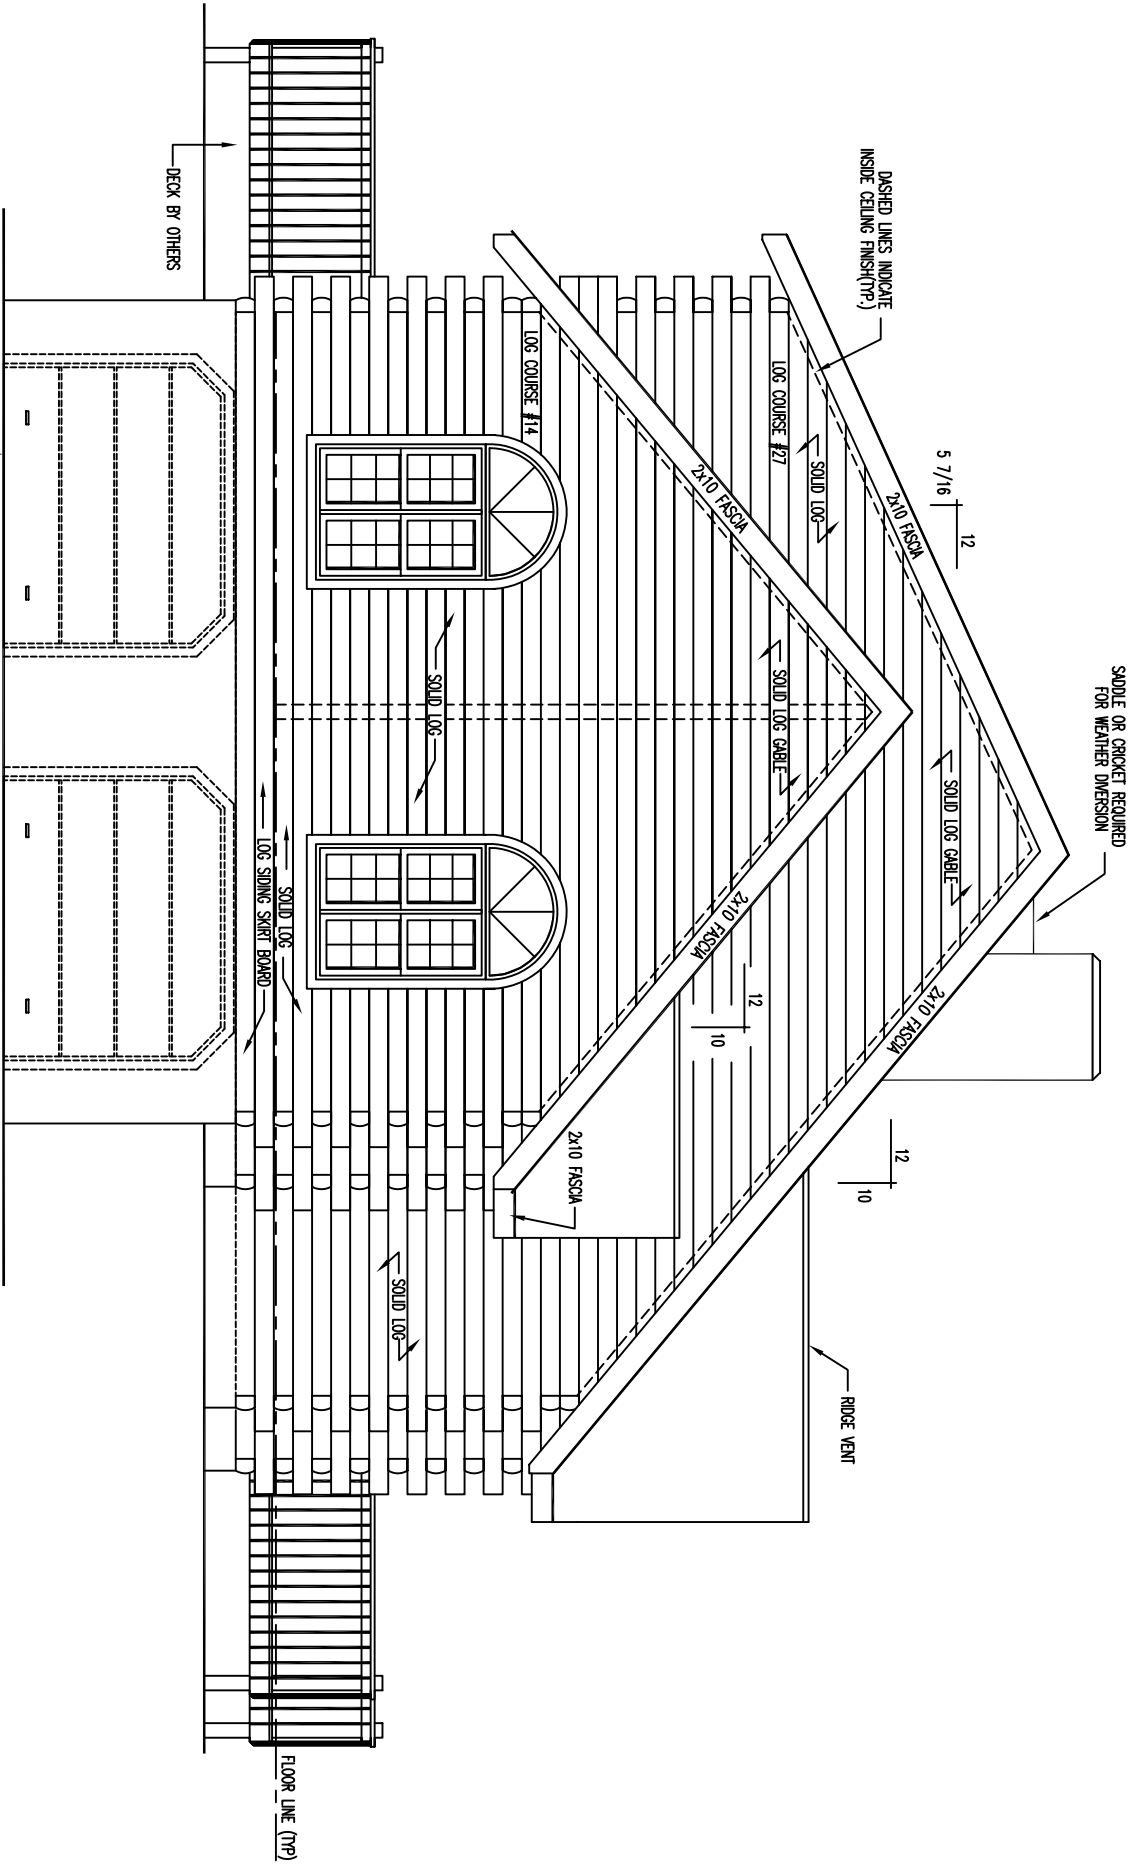 SADDLE OR CRICKET REQUIRED
FOR WEATHER DIVERSION
12
5 7/16
2x10 FASCIA
DASHED LINES INDICATE
INSIDE CEILING FINISH(TYP.)
SOLID LOG GABLE
2x10 FASCIA
12
10
SOLID LOG
LOG COURSE #27
SOLID LOG GABLE
RIDGE VENT
2x10 FASCIA
2x10 FASCIA
12
10
2x10 FASCIA
LOG COURSE #14
SOLID LOG
SOLID LOG
SOLID LOG
LOG SIDING SKIRT BOARD
FLOOR LINE (TYP)
DECK BY OTHERS